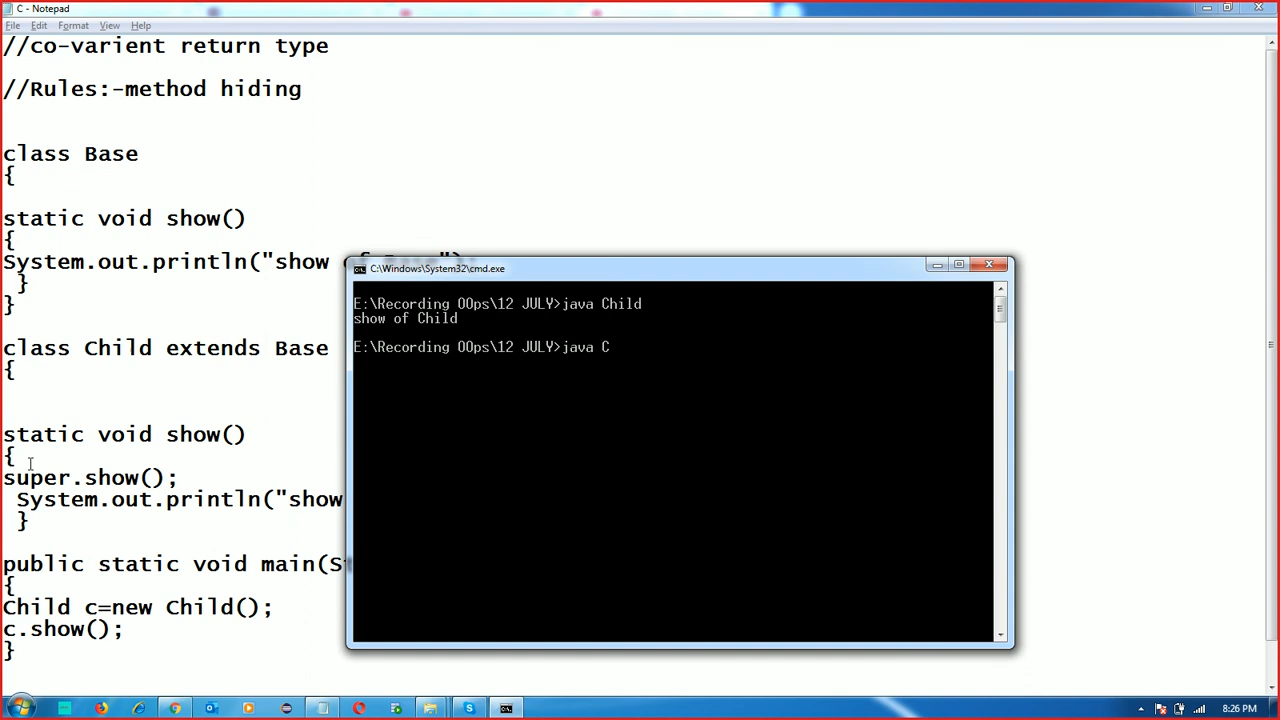 C - Notepad
File Edit Format View Help
//co-varient return type
//Rules:-method hiding
class Base
{
static void show()
{
System.out.println("show of Base");
}
}
class Child extends Base
{
static void show()
{
super.show();
System.out.println("show
}
public static void main(St
{
Child c=new Child();
c.show();
}
C:\Windows\System32\cmd.exe
E:\Recording OOps\12 JULY>java Child
show of Child
E:\Recording OOps\12 JULY>java C
8:26 PM